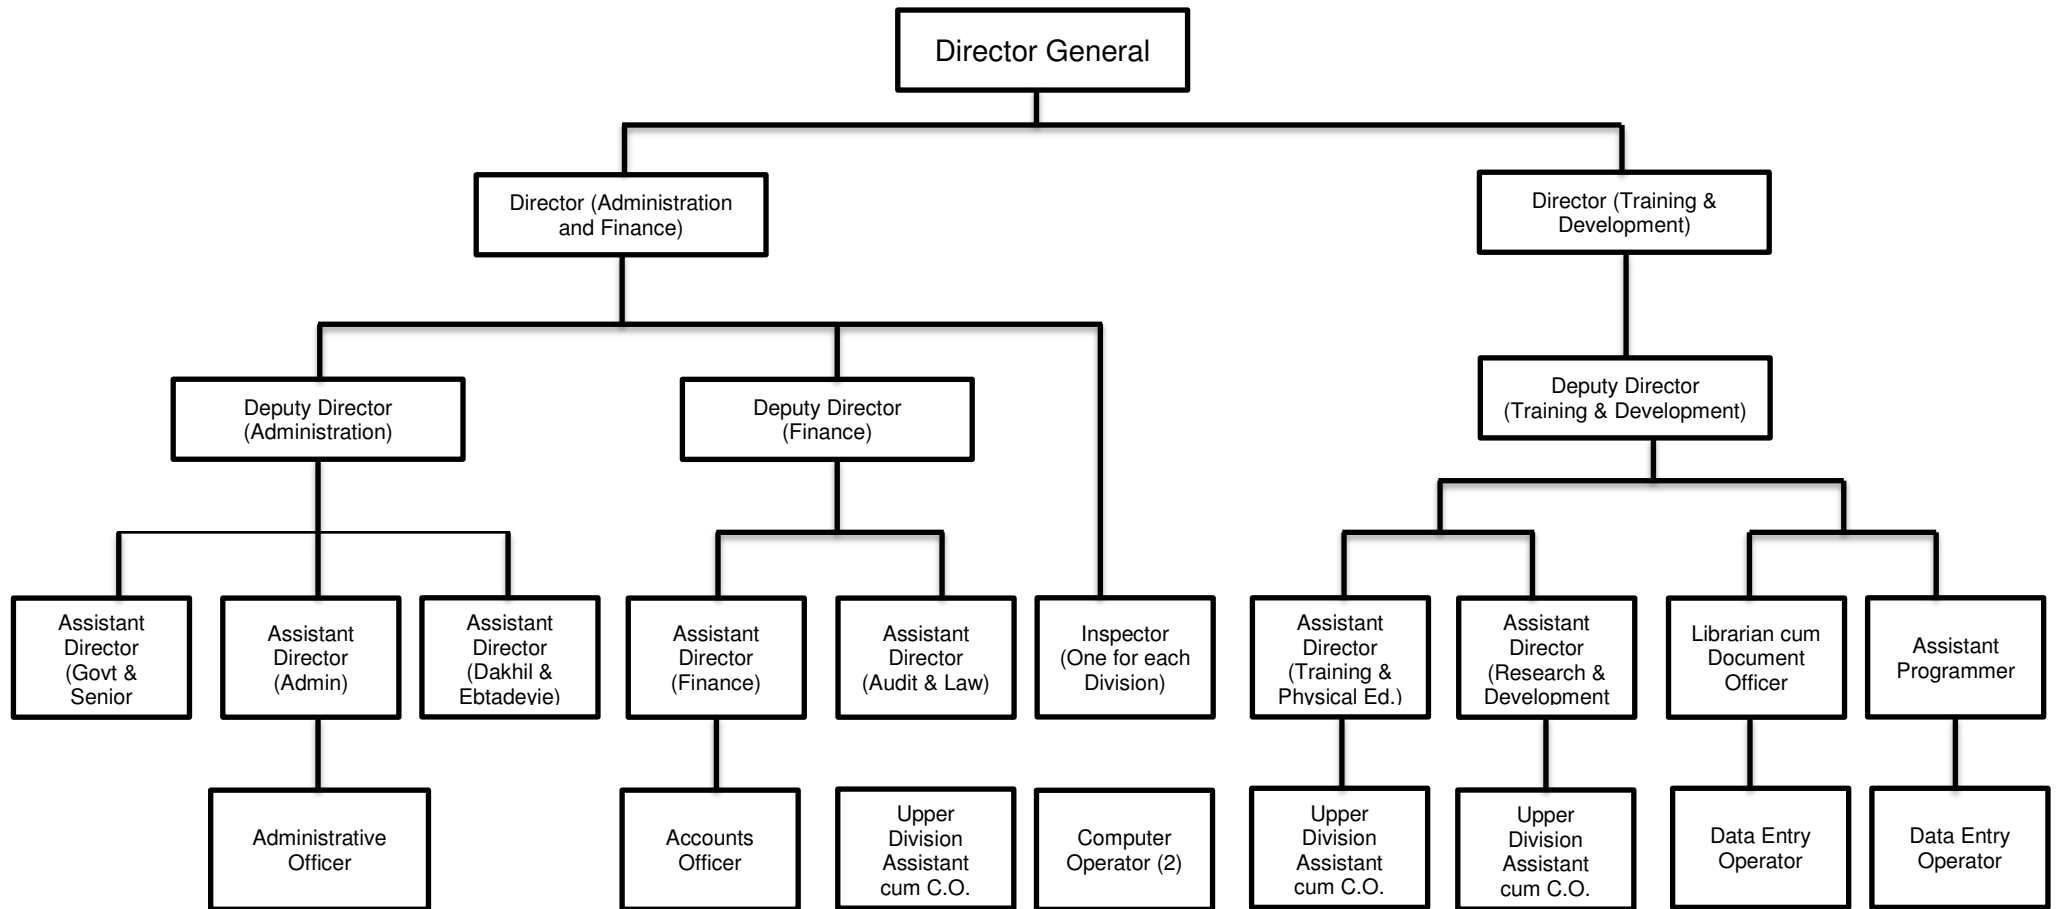 Director General
Director (Administration
and Finance)
Director (Training &
Development)
Deputy Director
(Administration)
Deputy Director
(Finance)
Deputy Director
(Training & Development)
Assistant
Director
(Govt &
Senior
Assistant
Director
(Admin)
Assistant
Director
(Dakhil &
Ebtadevie)
Assistant
Director
(Finance)
Assistant
Director
(Audit & Law)
Inspector
(One for each
Division)
Assistant
Director
(Training &
Physical Ed.)
Assistant
Director
(Research &
Development
Librarian cum
Document
Officer
Assistant
Programmer
Administrative
Officer
Accounts
Officer
Upper
Division
Assistant
cum C.O.
Computer
Operator (2)
Upper
Division
Assistant
cum C.O.
Upper
Division
Assistant
cum C.O.
Data Entry
Operator
Data Entry
Operator